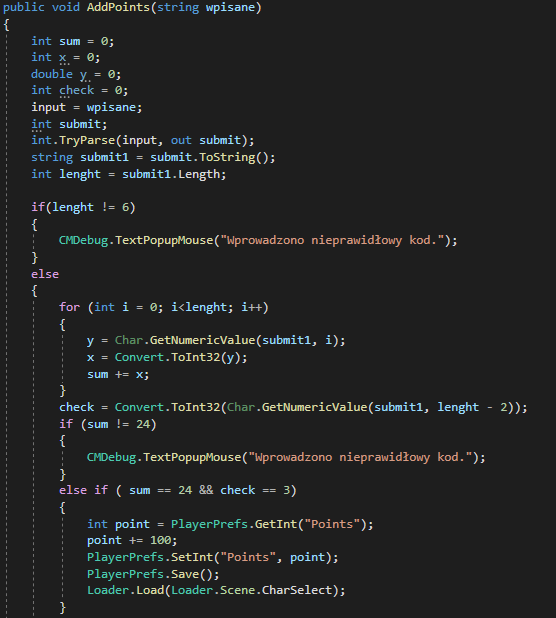 public void AddPoints(string wpisane)
{
int sum = 0;
int x = 0;
double y = 0;
int check = 0;
input = wpisane;
int submit;
int.TryParse(input, out submit);
string submit1 = submit.ToString();
int lenght = submit1.Length;
if(lenght != 6)
{
CMDebug.TextPopupMouse("Wprowadzono nieprawidłowy kod.");
}
else
{
for (int i = 0; i<lenght; i++)
{
y = Char.GetNumericValue(submit1, i);
x = Convert.ToInt32(y);
sum += x;
}
check = Convert.ToInt32(Char.GetNumericValue(submit1, lenght - 2));
if (sum != 24)
{
CMDebug.TextPopupMouse("Wprowadzono nieprawidłowy kod.");
}
else if ( sum == 24 && check == 3)
{
int point = PlayerPrefs.GetInt("Points");
point += 100;
PlayerPrefs.SetInt("Points", point);
PlayerPrefs.Save();
Loader.Load(Loader.Scene.CharSelect);
}